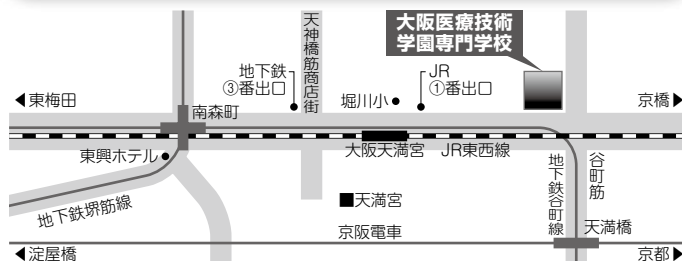 大阪医療技術
学園専門学校
天神橋筋商店街
地下鉄
③番出口
JR
①番出口
堀川小
◀東梅田
京橋▶
南森町
東興ホテル
大阪天満宮
JR東西線
地下鉄谷町線
谷町筋
地下鉄堺筋線
■天満宮
天満橋
京阪電車
◀淀屋橋
京都▶